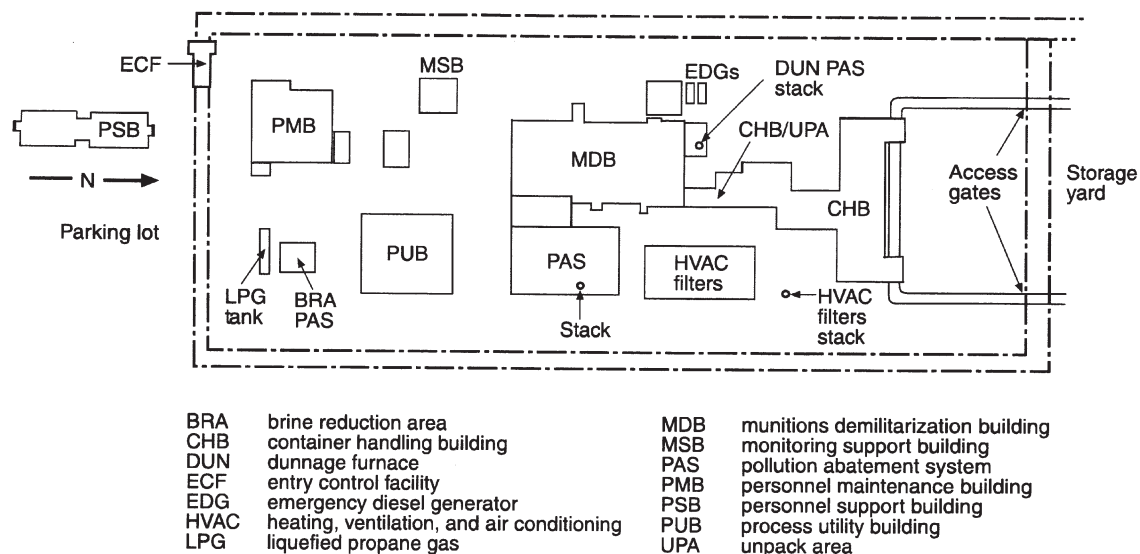 ECF
MSB
EDGs
DUN PAS
stack
PSB
PMB
CHB/UPA
MDB
N
Access
gates
Storage
yard
Parking lot
CHB
PUB
PAS
HVAC
filters
LPG
tank
BRA
PAS
Stack
HVAC
filters
stack
BRA brine reduction area
CHB container handling building
DUN dunnage furnace
ECF entry control facility
EDG emergency diesel generator
HVAC heating, ventilation, and air conditioning
LPG liquefied propane gas
MDB munitions demilitarization building
MSB monitoring support building
PAS pollution abatement system
PMB personnel maintenance building
PSB personnel support building
PUB process utility building
UPA unpack area